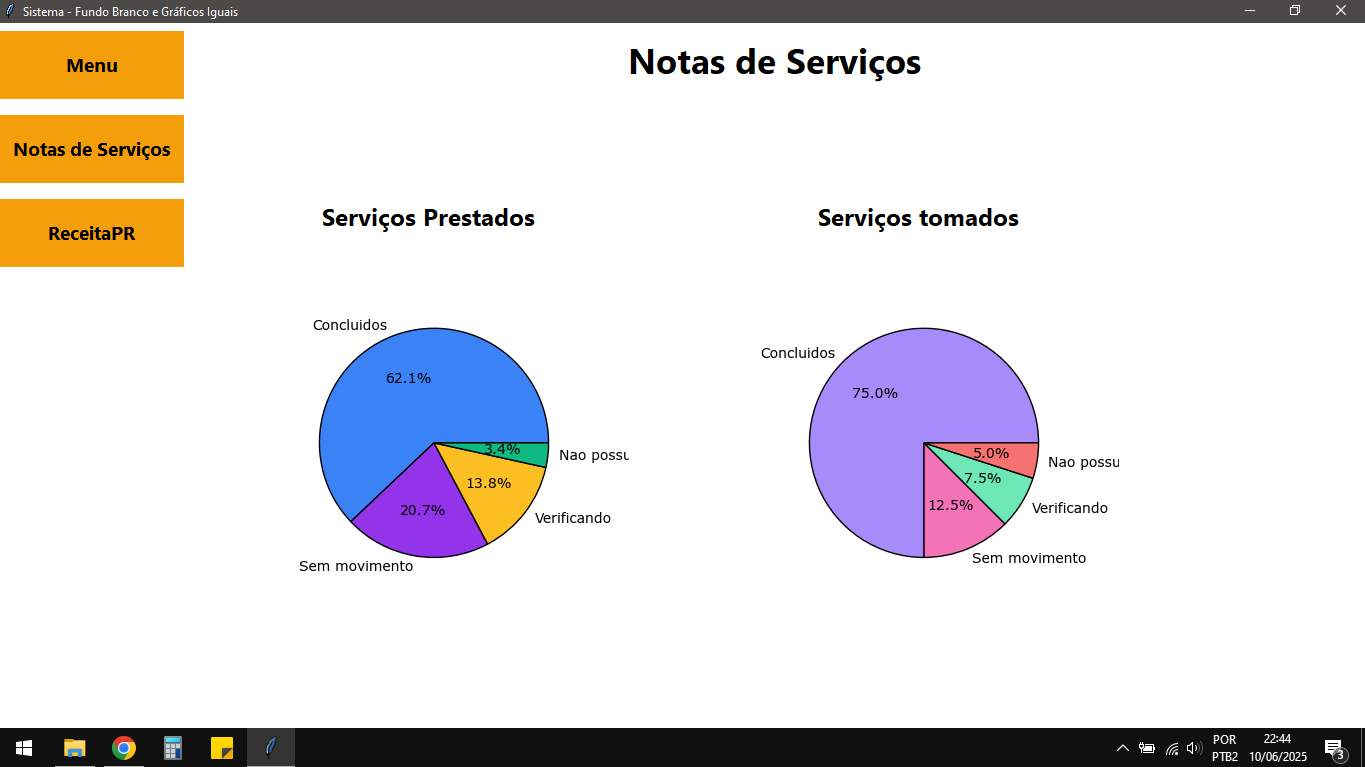 Sistema - Fundo Branco e Gráficos Iguais
Menu
Notas de Serviços
ReceitaPR
Notas de Serviços
Serviços Prestados
Concluidos
62.1%
3.4%
Nao possu
13.8%
Verificando
20.7%
Sem movimento
Serviços tomados
Concluidos
75.0%
5.0%
Nao possu
7.5%
Verificando
12.5%
Sem movimento
POR
PTB2
22:44
10/06/2025
3